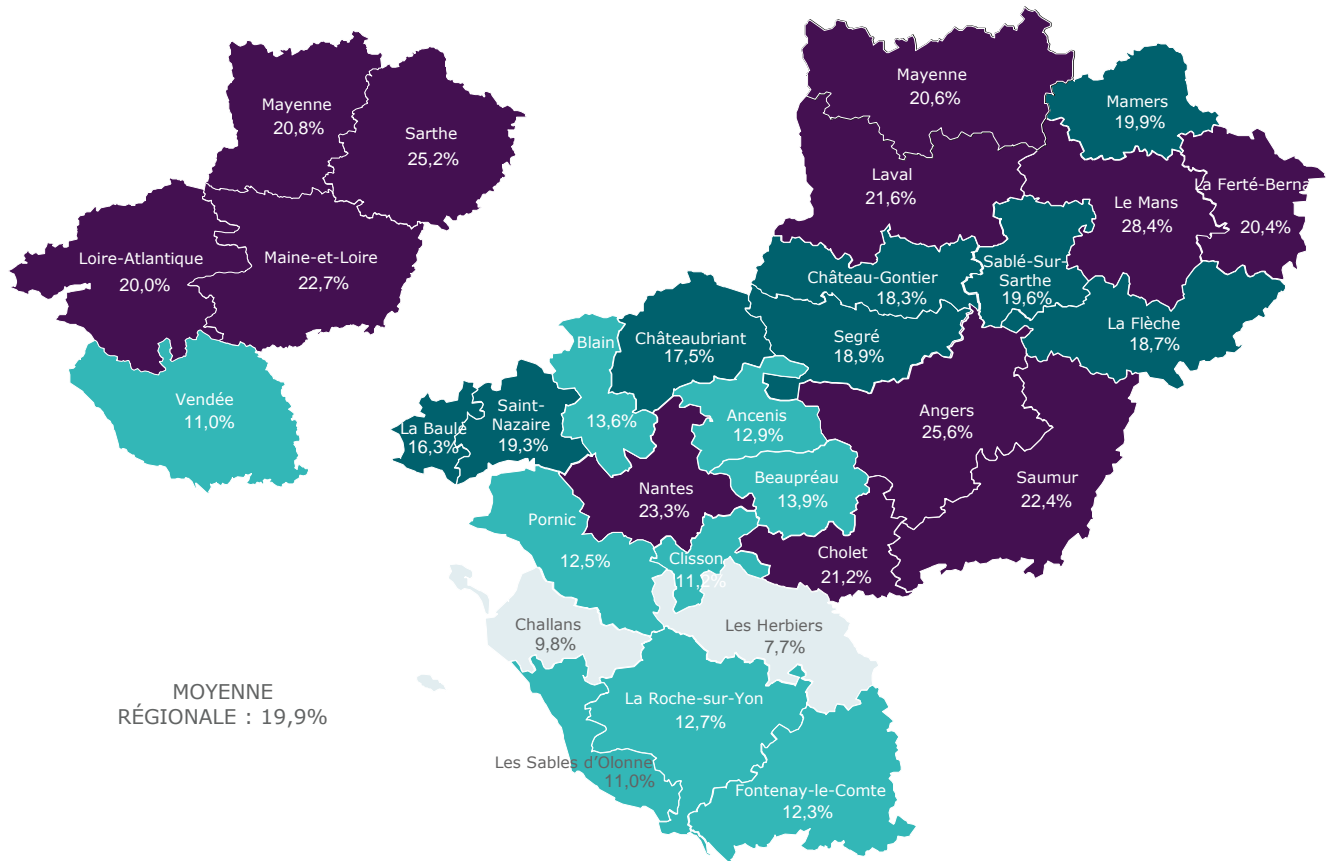 Mayenne
20,8%
Sarthe
25,2%
Loire-Atlantique
20,0%
Maine-et-Loire
22,7%
Vendée
11,0%
MOYENNE
RÉGIONALE : 19,9%
Mayenne
20,6%
Mamers
19,9%
Laval
21,6%
Le Mans
28,4%
La Ferté-Berna
20,4%
Château-Gontier
18,3%
Sablé-Sur-
Sarthe
19,6%
La Flèche
18,7%
Châteaubriant
17,5%
Segré
18,9%
Blain
13,6%
La Baule
16,3%
Saint-
Nazaire
19,3%
Ancenis
12,9%
Angers
25,6%
Beaupréau
13,9%
Saumur
22,4%
Nantes
23,3%
Pornic
12,5%
Clisson
11,2%
Cholet
21,2%
Challans
9,8%
Les Herbiers
7,7%
La Roche-sur-Yon
12,7%
Les Sables d'Olonne
11,0%
Fontenay-le-Comte
12,3%